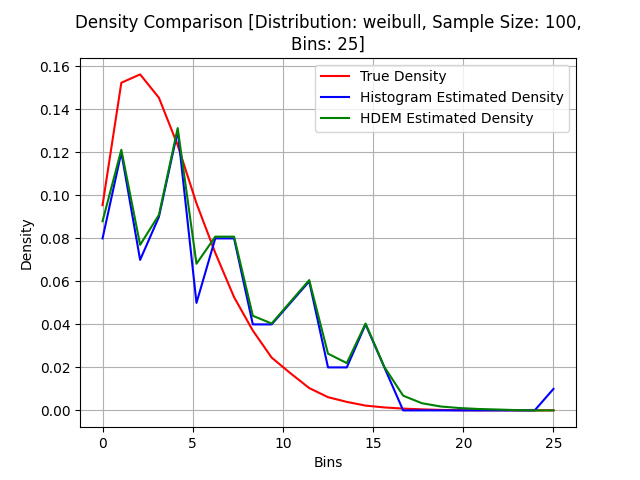 Density Comparison [Distribution: weibull, Sample Size: 100,
Bins: 25]
True Density
Histogram Estimated Density
HDEM Estimated Density
Density
0.16
0.14
0.12
0.10
0.08
0.06
0.04
0.02
0.00
0 5 10 15 20 25
Bins